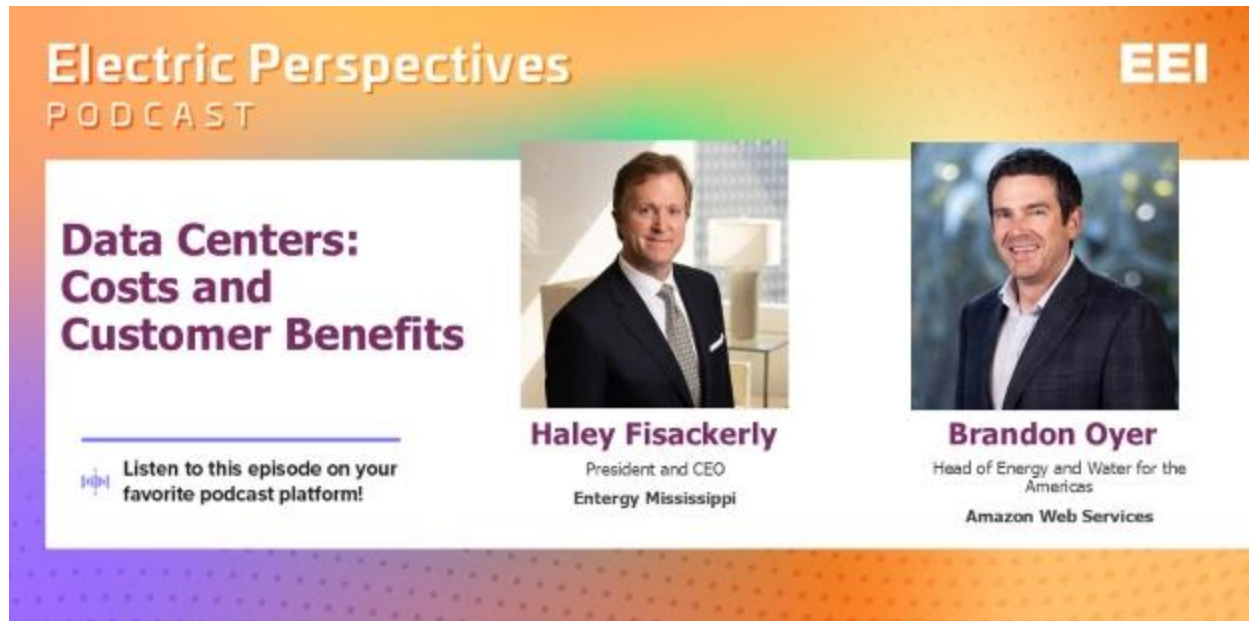 Electric Perspectives
PODCAST
EEI
Data Centers:
Costs and
Customer Benefits
Listen to this episode on your
favorite podcast platform!
Haley Fisackerly
President and CEO
Entergy Mississippi
Brandon Oyer
Head of Energy and Water for the
Americas
Amazon Web Services